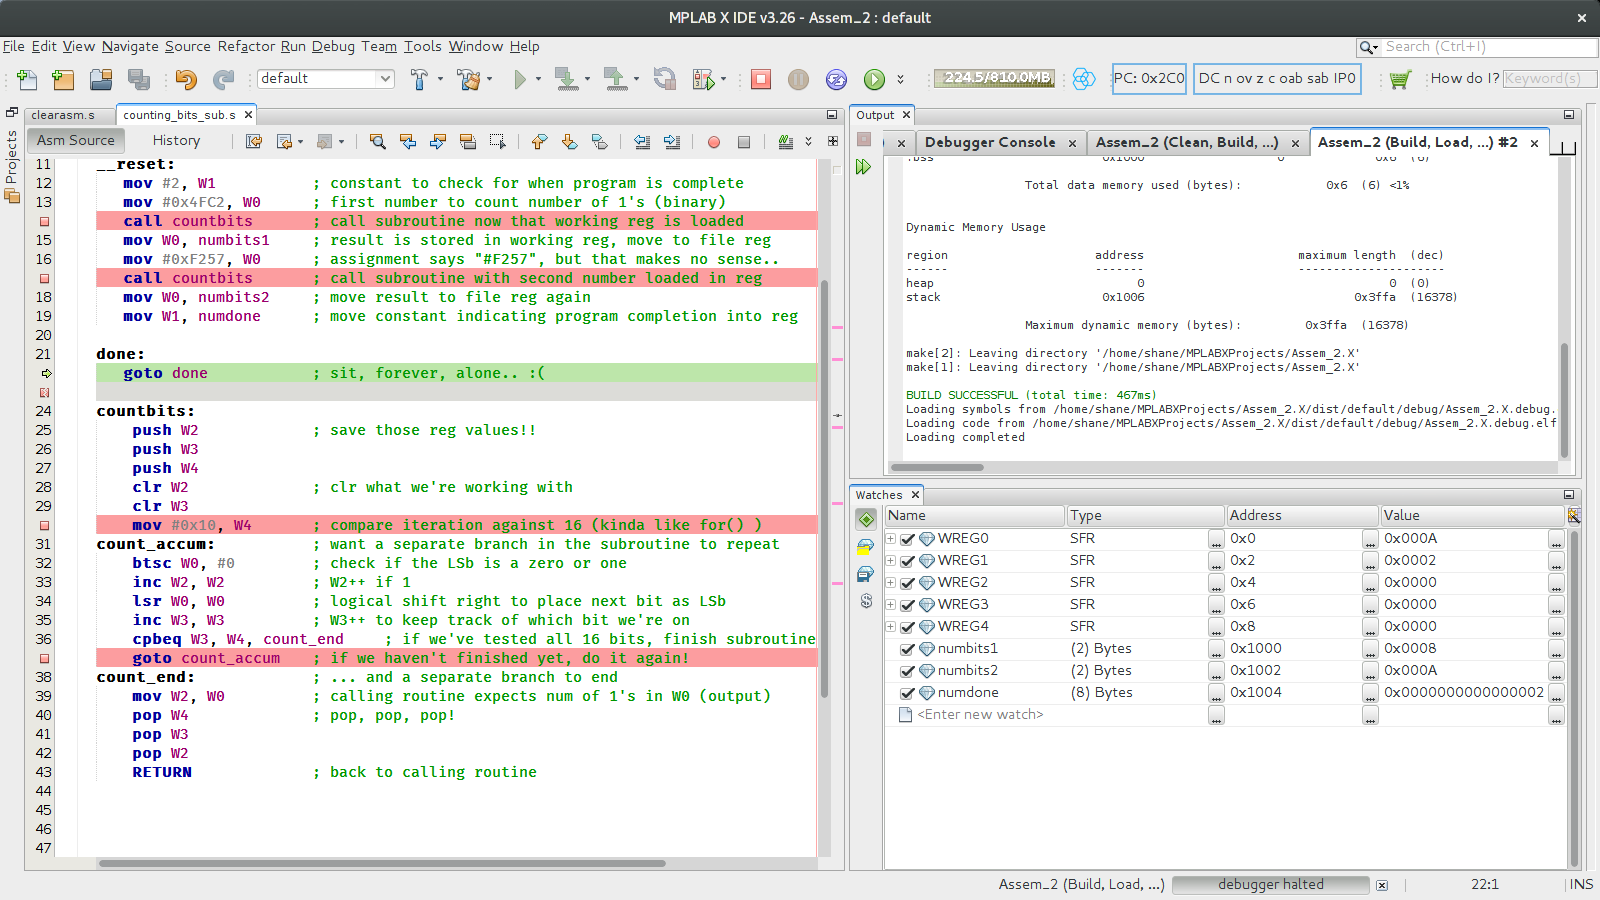 MPLAB X IDE v3.26 - Assem_2 : default
File Edit View Navigate Source Refactor Run Debug Team Tools Window Help
Search (Ctrl+I)
default
224.5/810.0MB
PC: 0x2C0
DC n ov z c oab sab IP0
How do I?
Keyword(s)
Projects
clearasm.s
counting_bits_sub.s
Asm Source
History
11 __reset:
12 mov #2, W1 ; constant to check for when program is complete
13 mov #0x4FC2, W0 ; first number to count number of 1's (binary)
call countbits ; call subroutine now that working reg is loaded
15 mov W0, numbits1 ; result is stored in working reg, move to file reg
16 mov #0xF257, W0 ; assignment says "#F257", but that makes no sense..
call countbits ; call subroutine with second number loaded in reg
18 mov W0, numbits2 ; move result to file reg again
19 mov W1, numdone ; move constant indicating program completion into reg
20
21 done:
goto done ; sit, forever, alone.. :(
24 countbits:
25 push W2 ; save those reg values!!
26 push W3
27 push W4
28 clr W2 ; clr what we're working with
29 clr W3
mov #0x10, W4 ; compare iteration against 16 (kinda like for() )
31 count_accum: ; want a separate branch in the subroutine to repeat
32 btsc W0, #0 ; check if the LSb is a zero or one
33 inc W2, W2 ; W2++ if 1
34 lsr W0, W0 ; logical shift right to place next bit as LSb
35 inc W3, W3 ; W3++ to keep track of which bit we're on
36 cpbeq W3, W4, count_end ; if we've tested all 16 bits, finish subroutine
goto count_accum ; if we haven't finished yet, do it again!
38 count_end: ; ... and a separate branch to end
39 mov W2, W0 ; calling routine expects num of 1's in W0 (output)
40 pop W4 ; pop, pop, pop!
41 pop W3
42 pop W2
43 RETURN ; back to calling routine
44
45
46
47
Output
) Debugger Console Assem_2 (Clean, Build, ...) Assem_2 (Build, Load, ...) #2
.bss 0x1000 0 0x6 (6)
Total data memory used (bytes): 0x6 (6) <1%
Dynamic Memory Usage
region address maximum length (dec)
------ ------- ---------------------
heap 0 0 (0)
stack 0x1006 0x3ffa (16378)
Maximum dynamic memory (bytes): 0x3ffa (16378)
make[2]: Leaving directory '/home/shane/MPLABXProjects/Assem_2.X'
make[1]: Leaving directory '/home/shane/MPLABXProjects/Assem_2.X'
BUILD SUCCESSFUL (total time: 467ms)
Loading symbols from /home/shane/MPLABXProjects/Assem_2.X/dist/default/debug/Assem_2.X.debug.
Loading code from /home/shane/MPLABXProjects/Assem_2.X/dist/default/debug/Assem_2.X.debug.elf
Loading completed
Watches
Name Type Address Value
WREG0 SFR 0x0 0x000A
WREG1 SFR 0x2 0x0002
WREG2 SFR 0x4 0x0000
WREG3 SFR 0x6 0x0000
WREG4 SFR 0x8 0x0000
numbits1 (2) Bytes 0x1000 0x0008
numbits2 (2) Bytes 0x1002 0x000A
numdone (8) Bytes 0x1004 0x0000000000000002
<Enter new watch>
Assem_2 (Build, Load, ...) debugger halted 22:1 INS